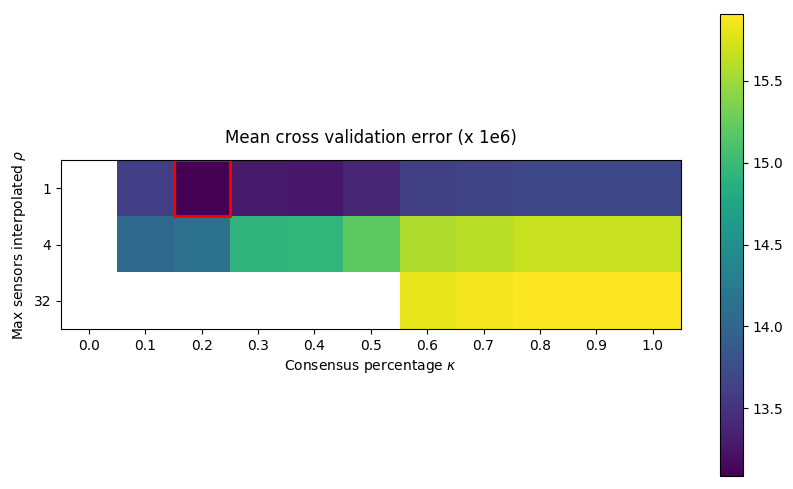 Mean cross validation error (x 1e6)
Max sensors interpolated ρ
1
4
32
0.0 0.1 0.2 0.3 0.4 0.5 0.6 0.7 0.8 0.9 1.0
Consensus percentage κ
15.5
15.0
14.5
14.0
13.5